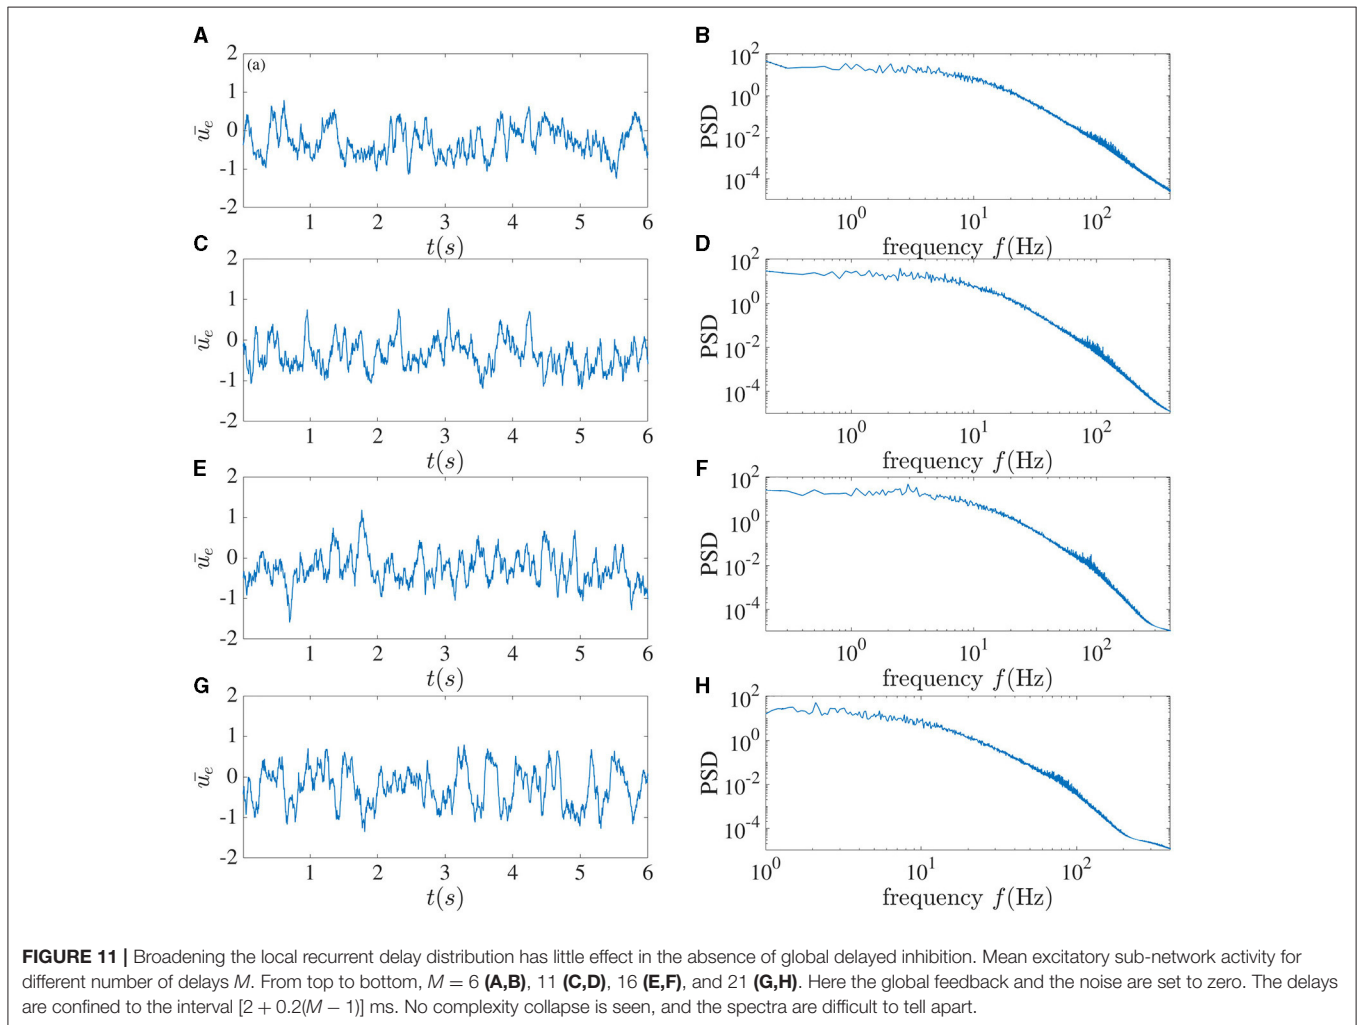 A
B
(a)
2
1
0
-1
-2
ū_e
1 2 3 4 5 6
t(s)
10^2
10^0
10^-2
10^-4
PSD
10^0 10^1 10^2
frequency f(Hz)
C
D
2
1
0
-1
-2
ū_e
1 2 3 4 5 6
t(s)
10^2
10^0
10^-2
10^-4
PSD
10^0 10^1 10^2
frequency f(Hz)
E
F
2
1
0
-1
-2
ū_e
1 2 3 4 5 6
t(s)
10^2
10^0
10^-2
10^-4
PSD
10^0 10^1 10^2
frequency f(Hz)
G
H
2
1
0
-1
-2
ū_e
1 2 3 4 5 6
t(s)
10^2
10^0
10^-2
10^-4
PSD
10^0 10^1 10^2
frequency f(Hz)
FIGURE 11 | Broadening the local recurrent delay distribution has little effect in the absence of global delayed inhibition. Mean excitatory sub-network activity for
different number of delays M. From top to bottom, M = 6 (A,B), 11 (C,D), 16 (E,F), and 21 (G,H). Here the global feedback and the noise are set to zero. The delays
are confined to the interval [2 + 0.2(M − 1)] ms. No complexity collapse is seen, and the spectra are difficult to tell apart.